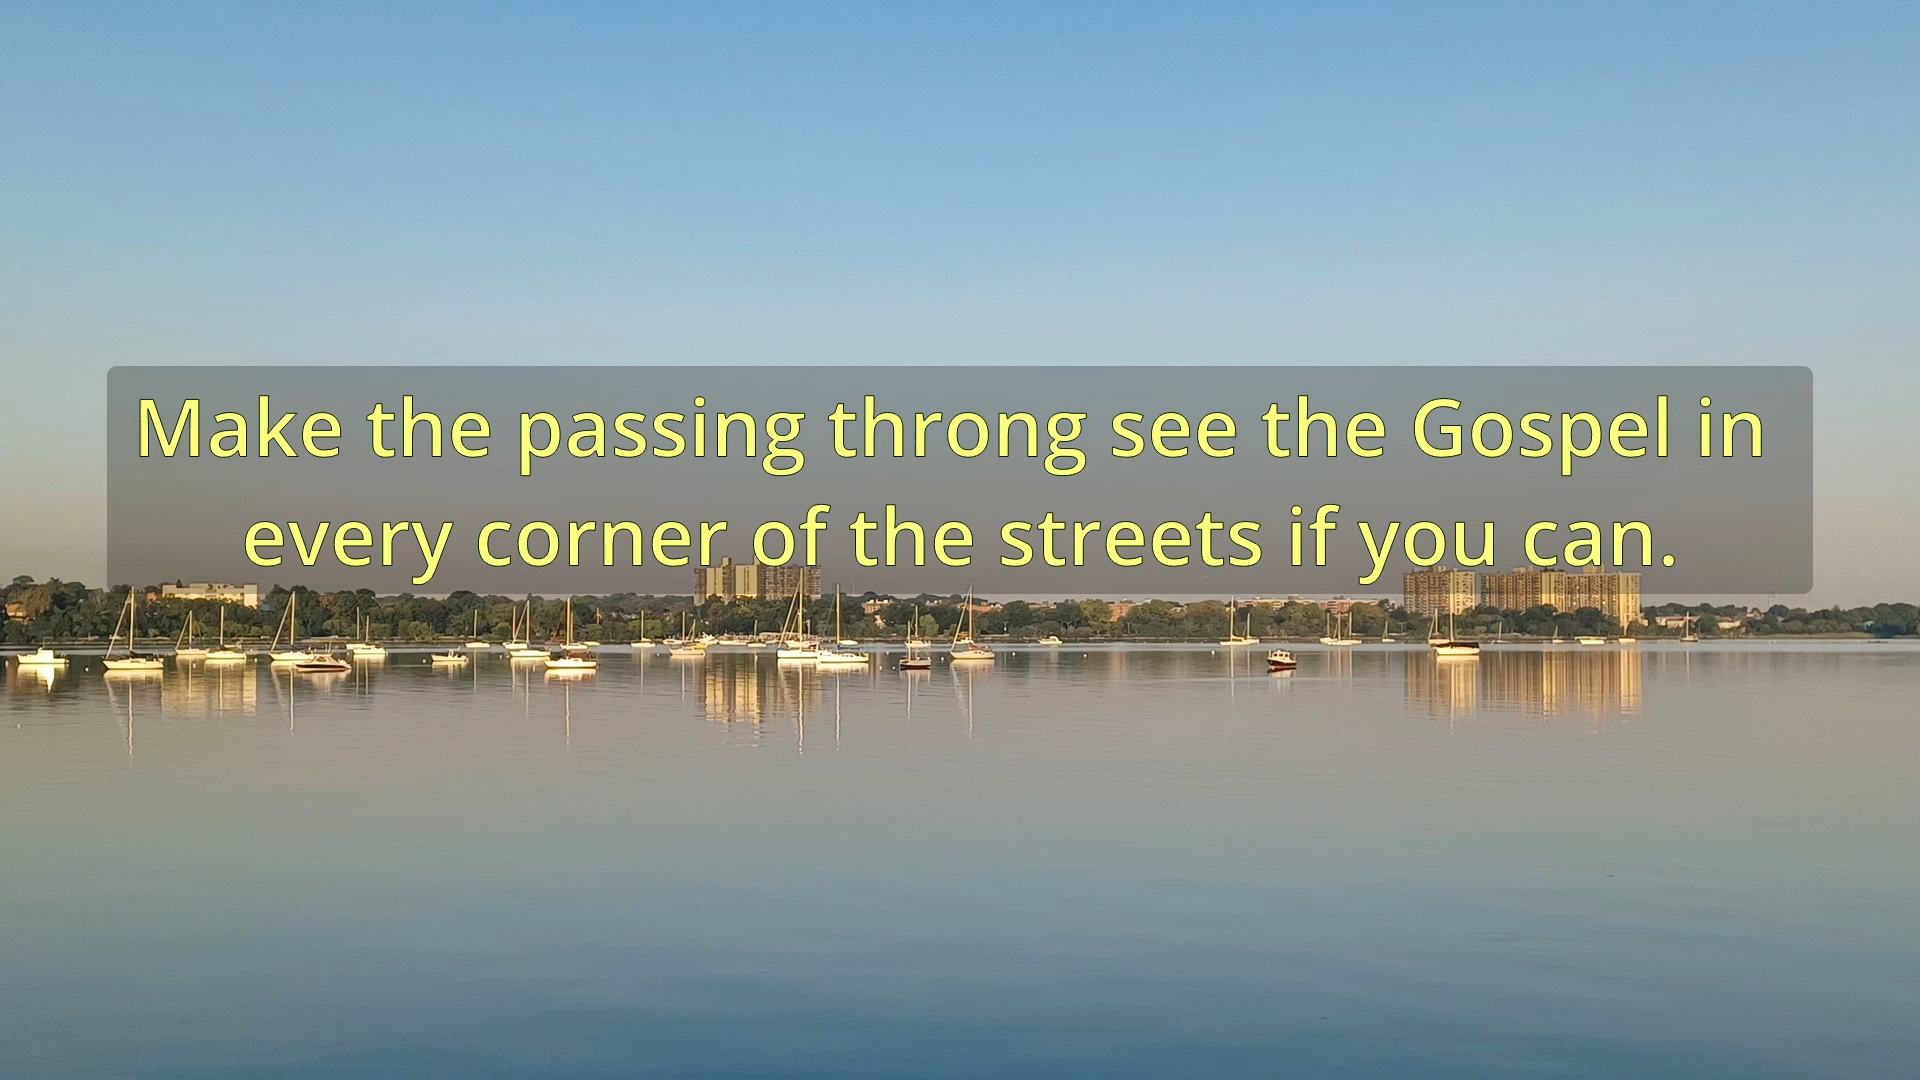 Make the passing throng see the Gospel in
every corner of the streets if you can.